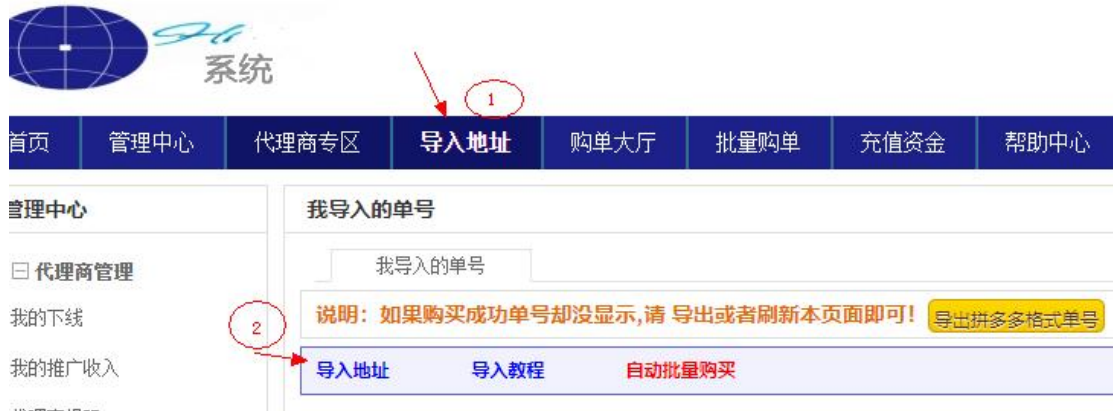 系统
1
首页 管理中心 代理商专区 导入地址 购单大厅 批量购单 充值资金 帮助中心
管理中心
我导入的单号
代理商管理
我导入的单号
我的下线
2
说明：如果购买成功单号却没显示,请 导出或者刷新本页面即可！ 导出拼多多格式单号
我的推广收入
导入地址 导入教程 自动批量购买